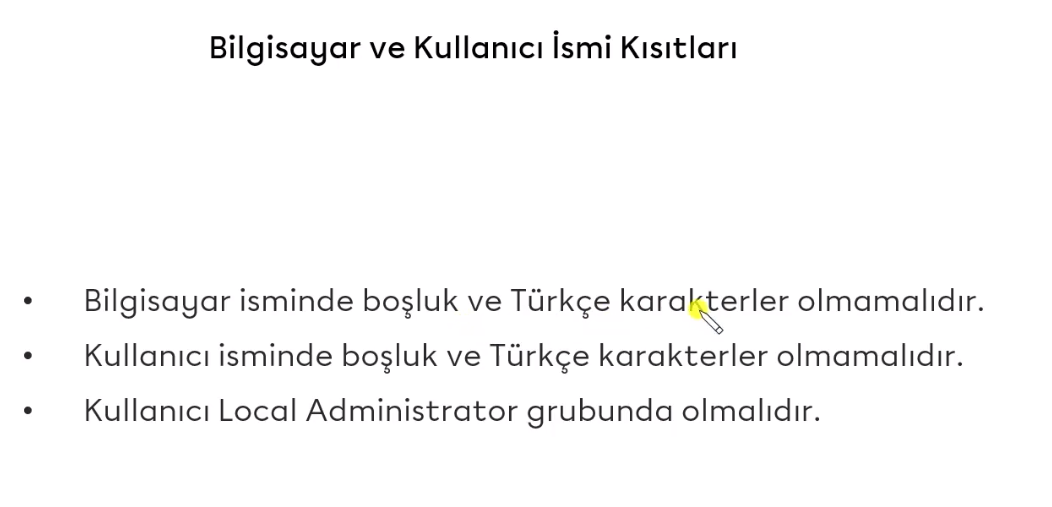 Bilgisayar ve Kullanıcı İsmi Kısıtları
• Bilgisayar isminde boşluk ve Türkçe karakterler olmamalıdır.
• Kullanıcı isminde boşluk ve Türkçe karakterler olmamalıdır.
• Kullanıcı Local Administrator grubunda olmalıdır.